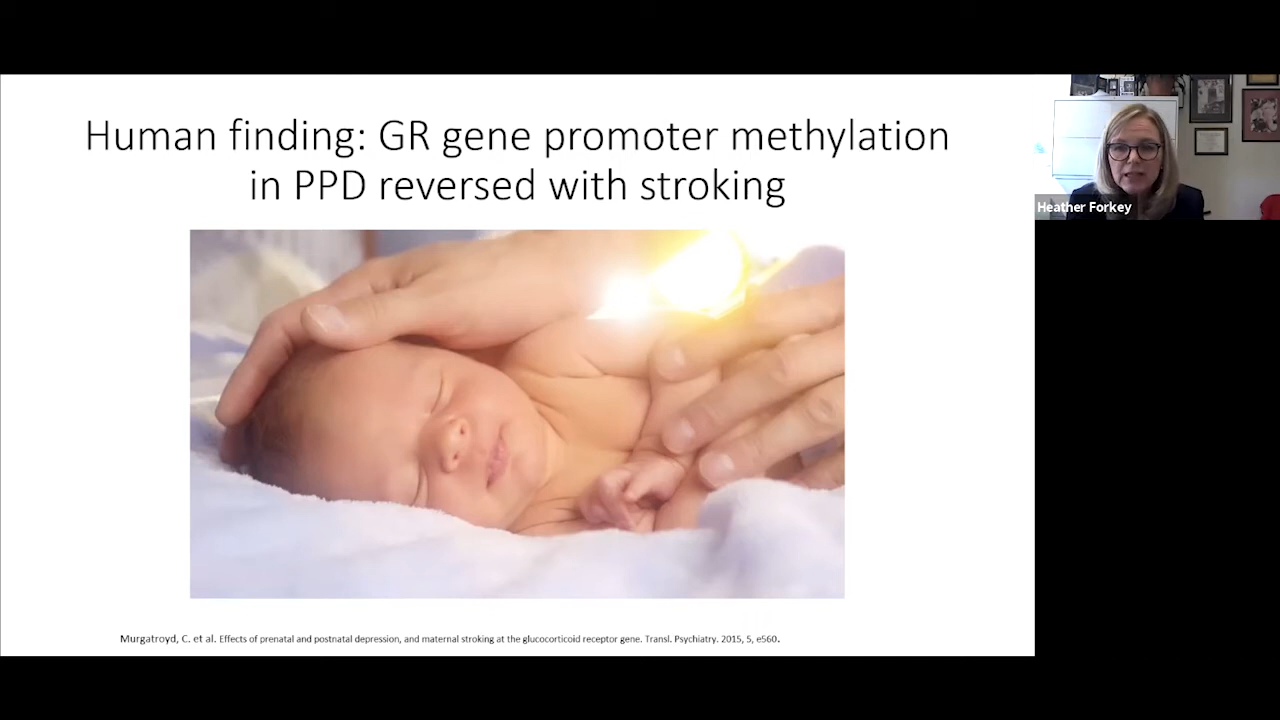 Human finding: GR gene promoter methylation
in PPD reversed with stroking
Heather Forkey
Murgatroyd, C. et al. Effects of prenatal and postnatal depression, and maternal stroking at the glucocorticoid receptor gene. Transl. Psychiatry. 2015, 5, e560.